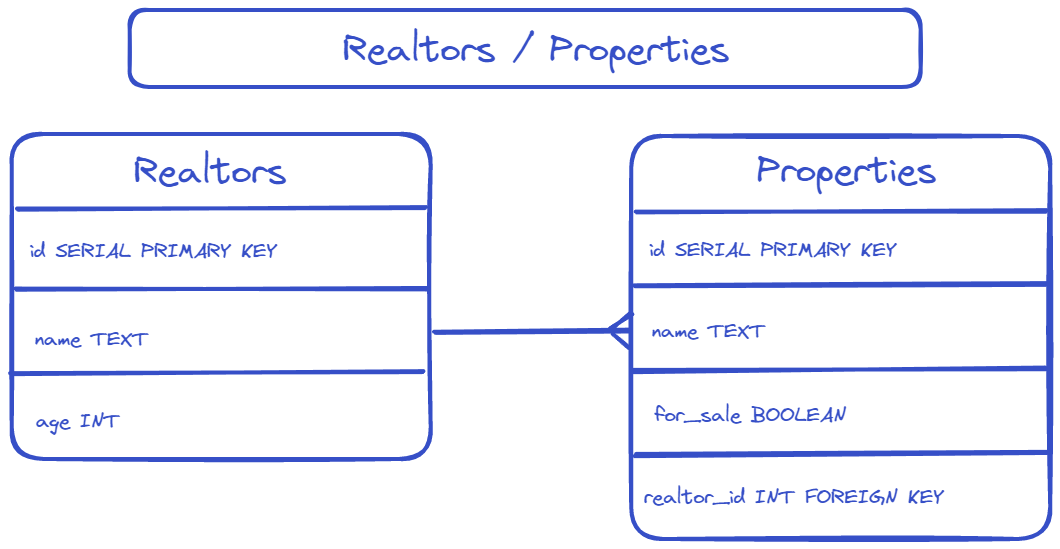 Realtors / Properties
Realtors
id SERIAL PRIMARY KEY
name TEXT
age INT
Properties
id SERIAL PRIMARY KEY
name TEXT
for_sale BOOLEAN
realtor_id INT FOREIGN KEY